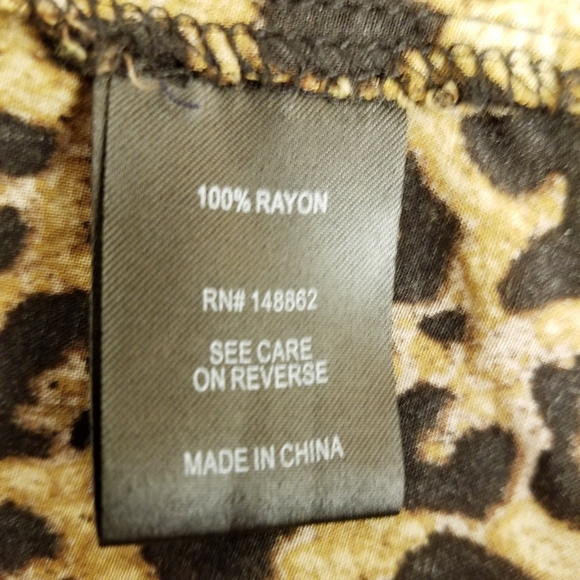 100% RAYON
RN# 148862
SEE CARE
ON REVERSE
MADE IN CHINA